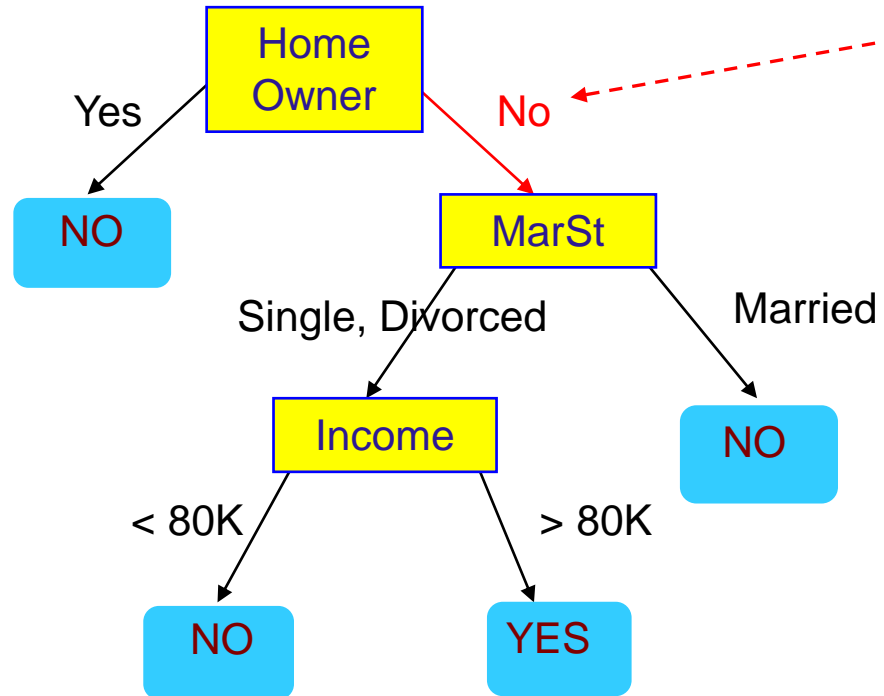 Home
Owner
Yes
No
NO
MarSt
Single, Divorced
Married
Income
NO
< 80K
> 80K
NO
YES